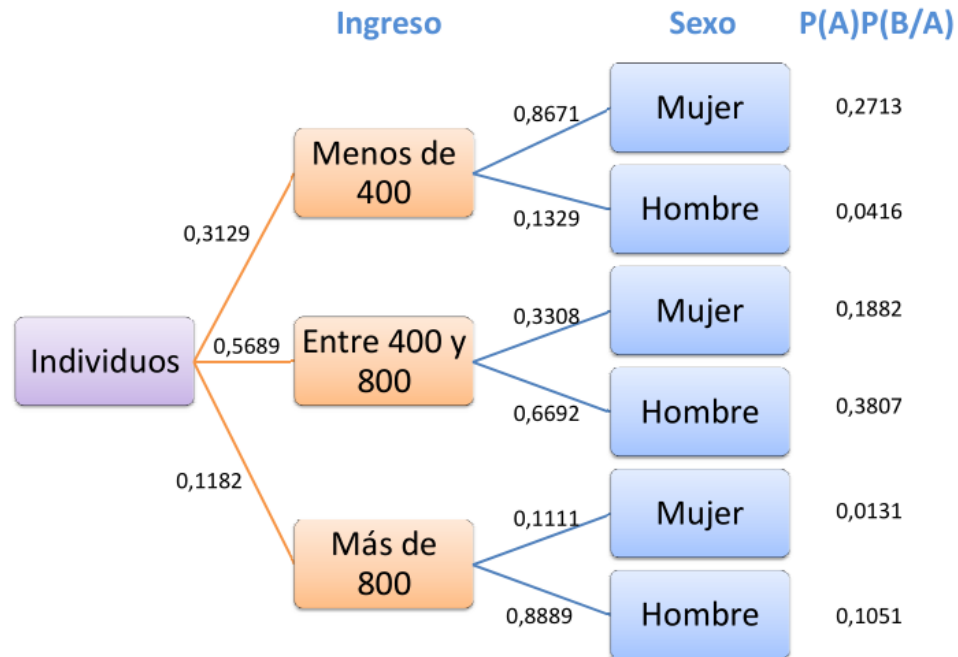 Ingreso Sexo P(A)P(B/A)
0,8671 Mujer 0,2713
Menos de
400
0,1329 Hombre 0,0416
0,3129
0,3308 Mujer 0,1882
Individuos 0,5689 Entre 400 y
800
0,6692 Hombre 0,3807
0,1182
0,1111 Mujer 0,0131
Más de
800
0,8889 Hombre 0,1051